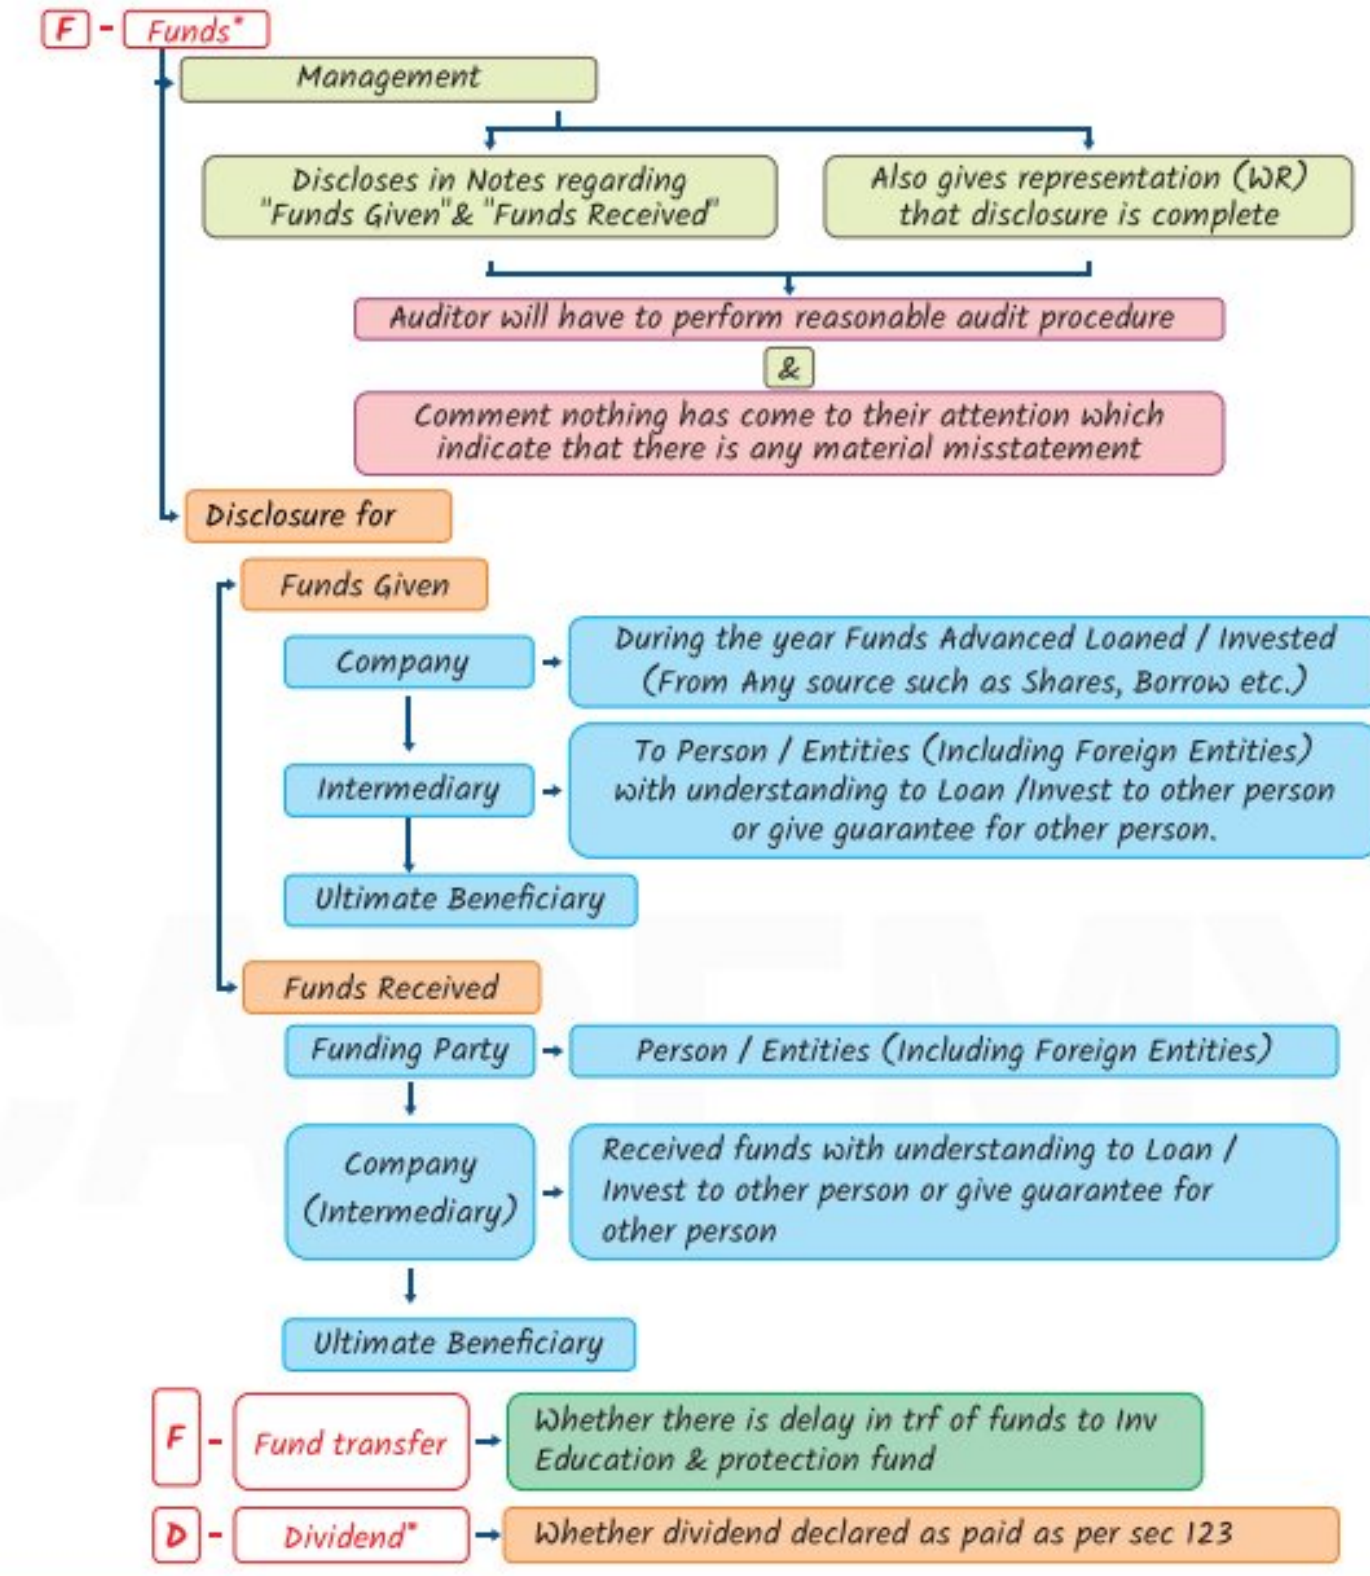 F - Funds*
Management
Discloses in Notes regarding
"Funds Given"& "Funds Received"
Also gives representation (WR)
that disclosure is complete
Auditor will have to perform reasonable audit procedure
&
Comment nothing has come to their attention which
indicate that there is any material misstatement
Disclosure for
Funds Given
Company
During the year Funds Advanced Loaned / Invested
(From Any source such as Shares, Borrow etc.)
Intermediary
To Person / Entities (Including Foreign Entities)
with understanding to Loan /Invest to other person
or give guarantee for other person.
Ultimate Beneficiary
Funds Received
Funding Party
Person / Entities (Including Foreign Entities)
Company
(Intermediary)
Received funds with understanding to Loan /
Invest to other person or give guarantee for
other person
Ultimate Beneficiary
F - Fund transfer
Whether there is delay in trf of funds to Inv
Education & protection fund
D - Dividend*
Whether dividend declared as paid as per sec 123